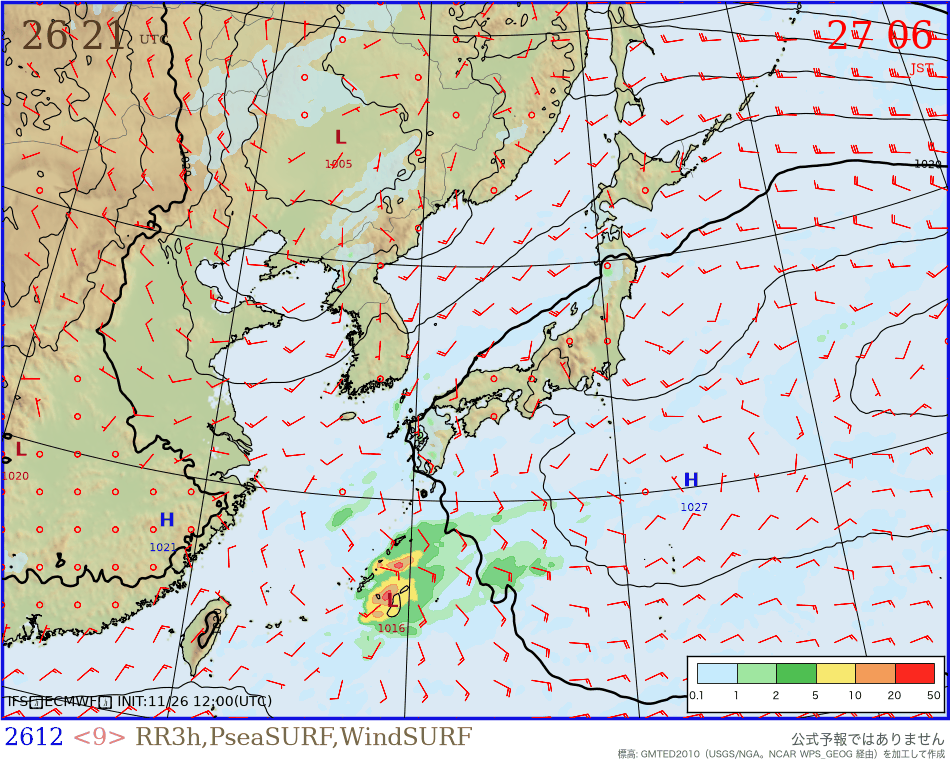 26 21 UTC
27 06
JST
L
1005
1020
1020
L
1020
H
1021
H
1027
L
1016
0.1 1 2 5 10 20 50
IFS□ECMWF□ INIT:11/26 12:00(UTC)
2612 <9> RR3h,PseaSURF,WindSURF
公式予報ではありません
標高: GMTED2010（USGS/NGA。NCAR WPS_GEOG 経由）を加工して作成